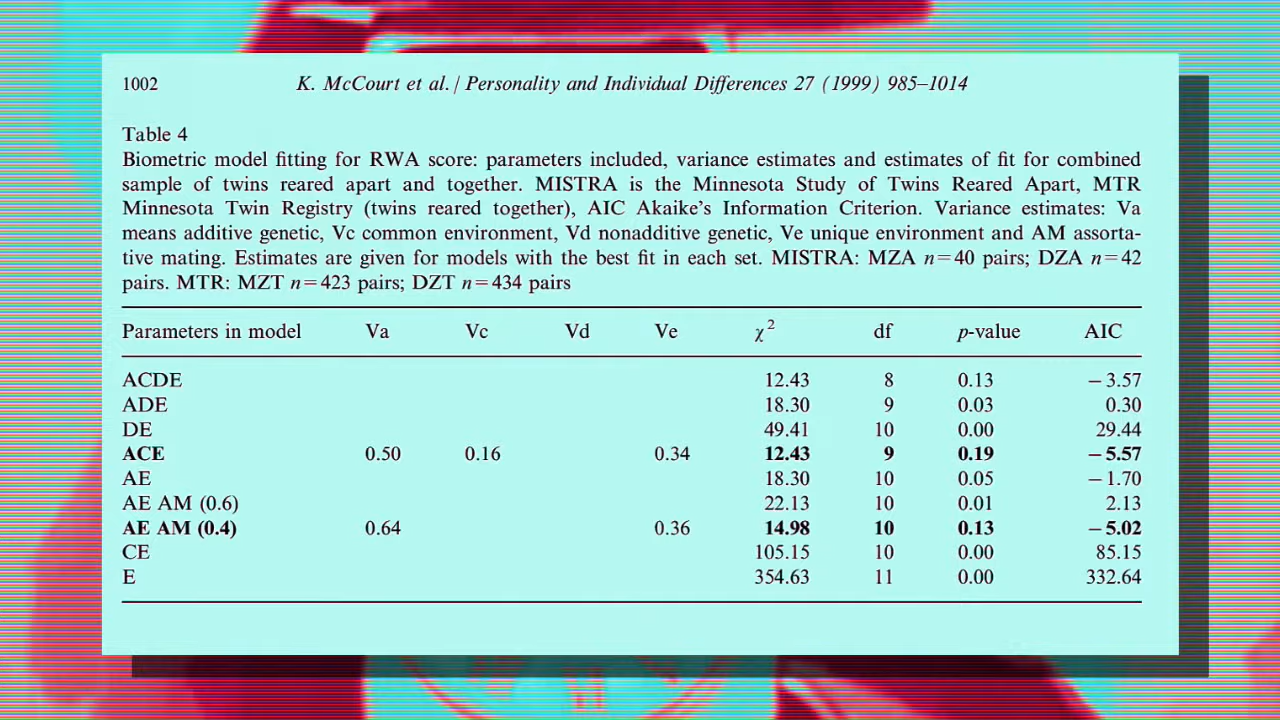 1002 K. McCourt et al. / Personality and Individual Differences 27 (1999) 985–1014
Table 4
Biometric model fitting for RWA score: parameters included, variance estimates and estimates of fit for combined
sample of twins reared apart and together. MISTRA is the Minnesota Study of Twins Reared Apart, MTR
Minnesota Twin Registry (twins reared together), AIC Akaike's Information Criterion. Variance estimates: Va
means additive genetic, Vc common environment, Vd nonadditive genetic, Ve unique environment and AM assorta-
tive mating. Estimates are given for models with the best fit in each set. MISTRA: MZA n=40 pairs; DZA n=42
pairs. MTR: MZT n=423 pairs; DZT n=434 pairs
Parameters in model Va Vc Vd Ve χ² df p-value AIC
ACDE 12.43 8 0.13 −3.57
ADE 18.30 9 0.03 0.30
DE 49.41 10 0.00 29.44
ACE 0.50 0.16 0.34 12.43 9 0.19 −5.57
AE 18.30 10 0.05 −1.70
AE AM (0.6) 22.13 10 0.01 2.13
AE AM (0.4) 0.64 0.36 14.98 10 0.13 −5.02
CE 105.15 10 0.00 85.15
E 354.63 11 0.00 332.64